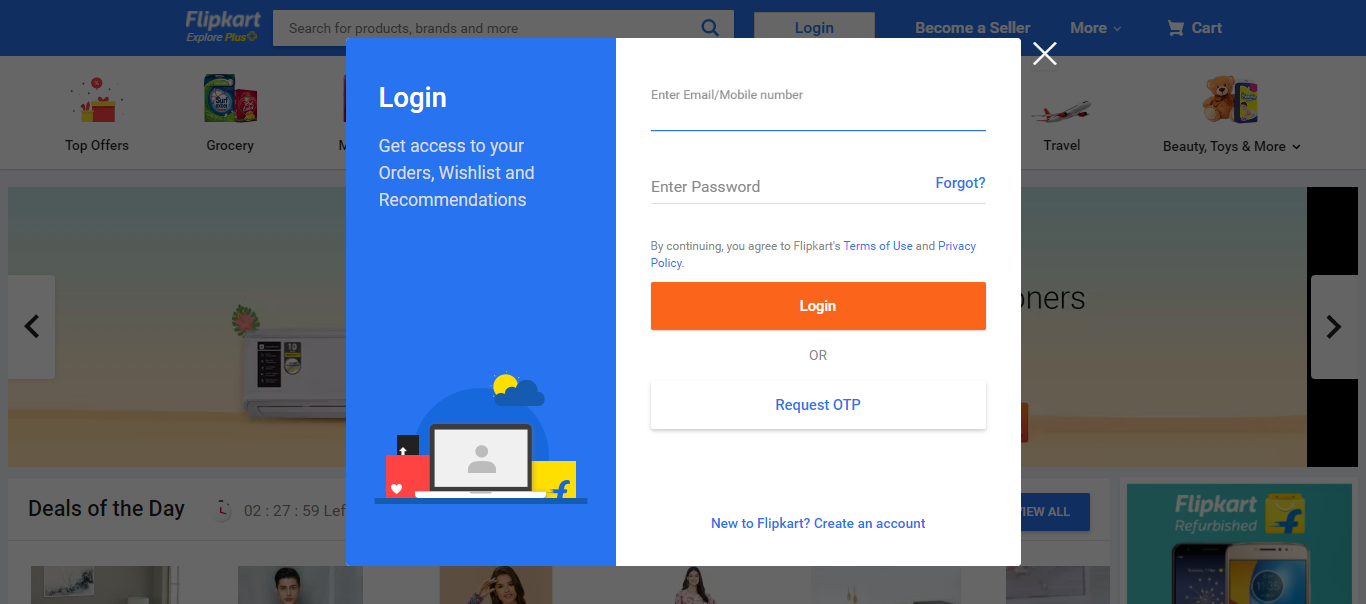 Flipkart
Explore Plus
Search for products, brands and more
Login
Become a Seller
More
Cart
Top Offers
Grocery
Travel
Beauty, Toys & More
Login
Get access to your
Orders, Wishlist and
Recommendations
Enter Email/Mobile number
Enter Password
Forgot?
By continuing, you agree to Flipkart's Terms of Use and Privacy
Policy.
Login
OR
Request OTP
New to Flipkart? Create an account
Deals of the Day
02 : 27 : 59 Lef
VIEW ALL
Flipkart
Refurbished